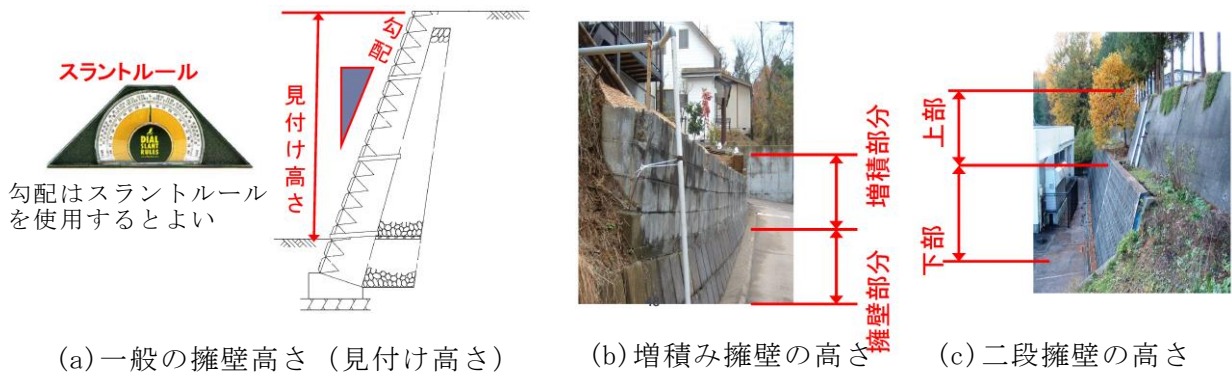 スラントルール
DIAL
SLANT
RULES
勾配はスラントルール
を使用するとよい
勾配
見付け高さ
(a)一般の擁壁高さ（見付け高さ）
増積部分
擁壁部分
(b)増積み擁壁の高さ
上部
下部
(c)二段擁壁の高さ